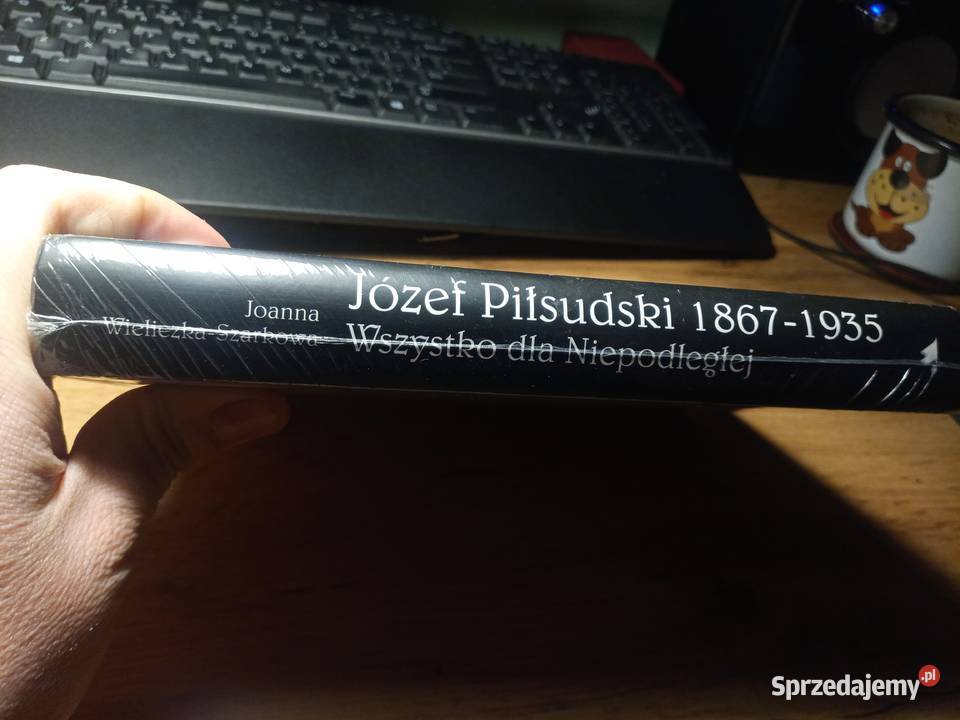 Joanna
Wieliczka-Szarkowa
Józef Piłsudski 1867-1935
Wszystko dla Niepodległej
Sprzedajemy.pl